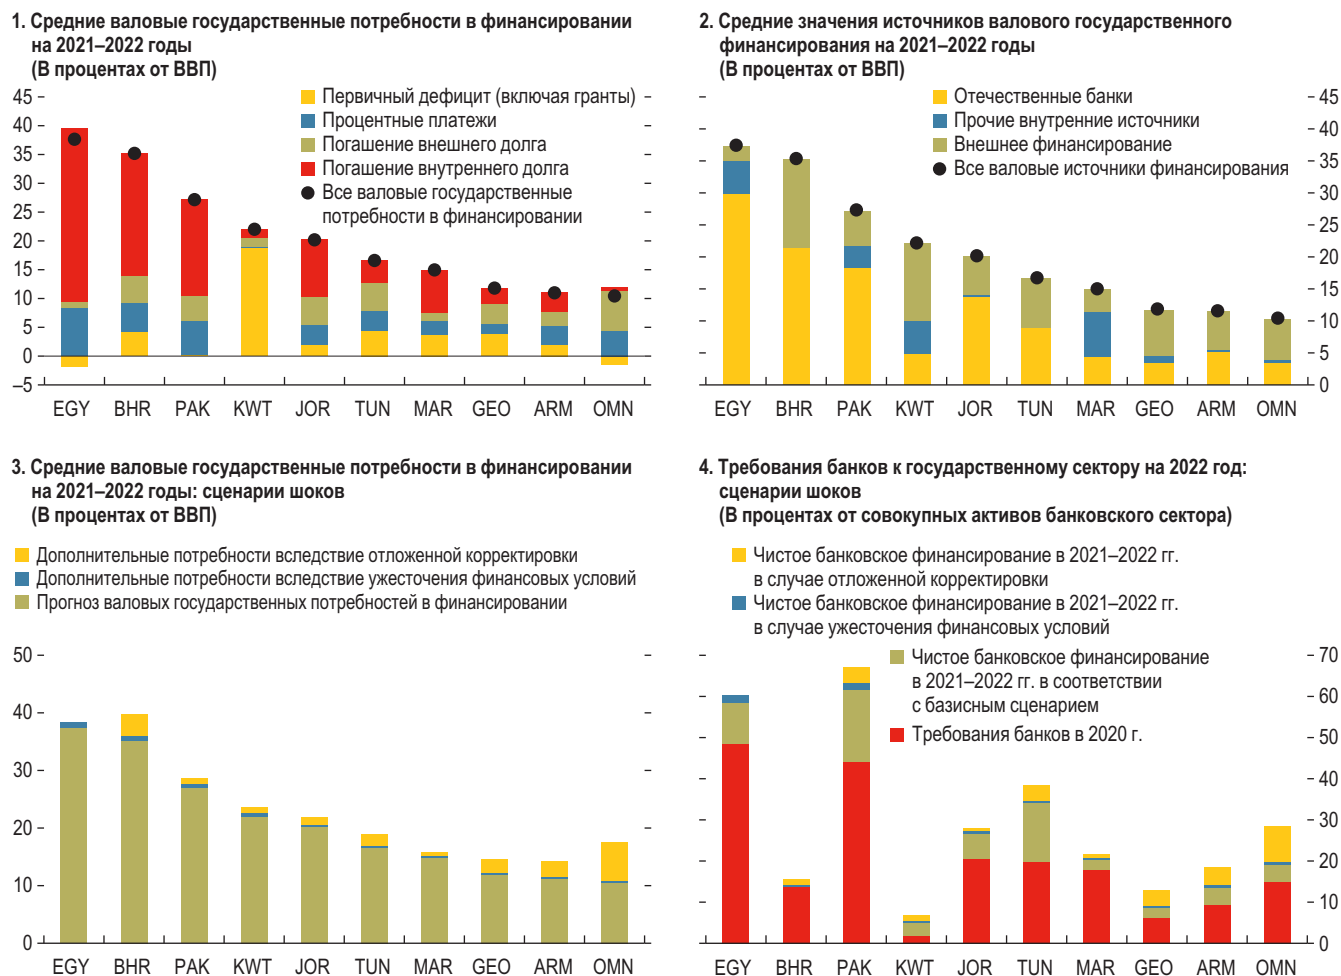 1. Средние валовые государственные потребности в финансировании
на 2021–2022 годы
(В процентах от ВВП)
45
40
35
30
25
20
15
10
5
0
–5
Первичный дефицит (включая гранты)
Процентные платежи
Погашение внешнего долга
Погашение внутреннего долга
Все валовые государственные
потребности в финансировании
EGY BHR PAK KWT JOR TUN MAR GEO ARM OMN
2. Средние значения источников валового государственного
финансирования на 2021–2022 годы
(В процентах от ВВП)
Отечественные банки
Прочие внутренние источники
Внешнее финансирование
Все валовые источники финансирования
45
40
35
30
25
20
15
10
5
0
EGY BHR PAK KWT JOR TUN MAR GEO ARM OMN
3. Средние валовые государственные потребности в финансировании
на 2021–2022 годы: сценарии шоков
(В процентах от ВВП)
Дополнительные потребности вследствие отложенной корректировки
Дополнительные потребности вследствие ужесточения финансовых условий
Прогноз валовых государственных потребностей в финансировании
50
40
30
20
10
0
EGY BHR PAK KWT JOR TUN MAR GEO ARM OMN
4. Требования банков к государственному сектору на 2022 год:
сценарии шоков
(В процентах от совокупных активов банковского сектора)
Чистое банковское финансирование в 2021–2022 гг.
в случае отложенной корректировки
Чистое банковское финансирование в 2021–2022 гг.
в случае ужесточения финансовых условий
Чистое банковское финансирование
в 2021–2022 гг. в соответствии
с базисным сценарием
Требования банков в 2020 г.
70
60
50
40
30
20
10
0
EGY BHR PAK KWT JOR TUN MAR GEO ARM OMN